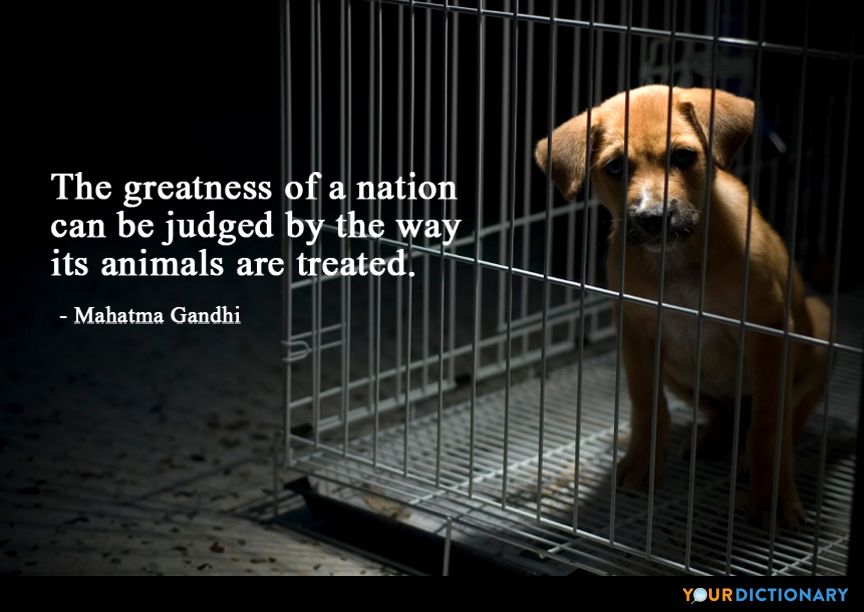 The greatness of a nation
can be judged by the way
its animals are treated.
- Mahatma Gandhi
YOURDICTIONARY